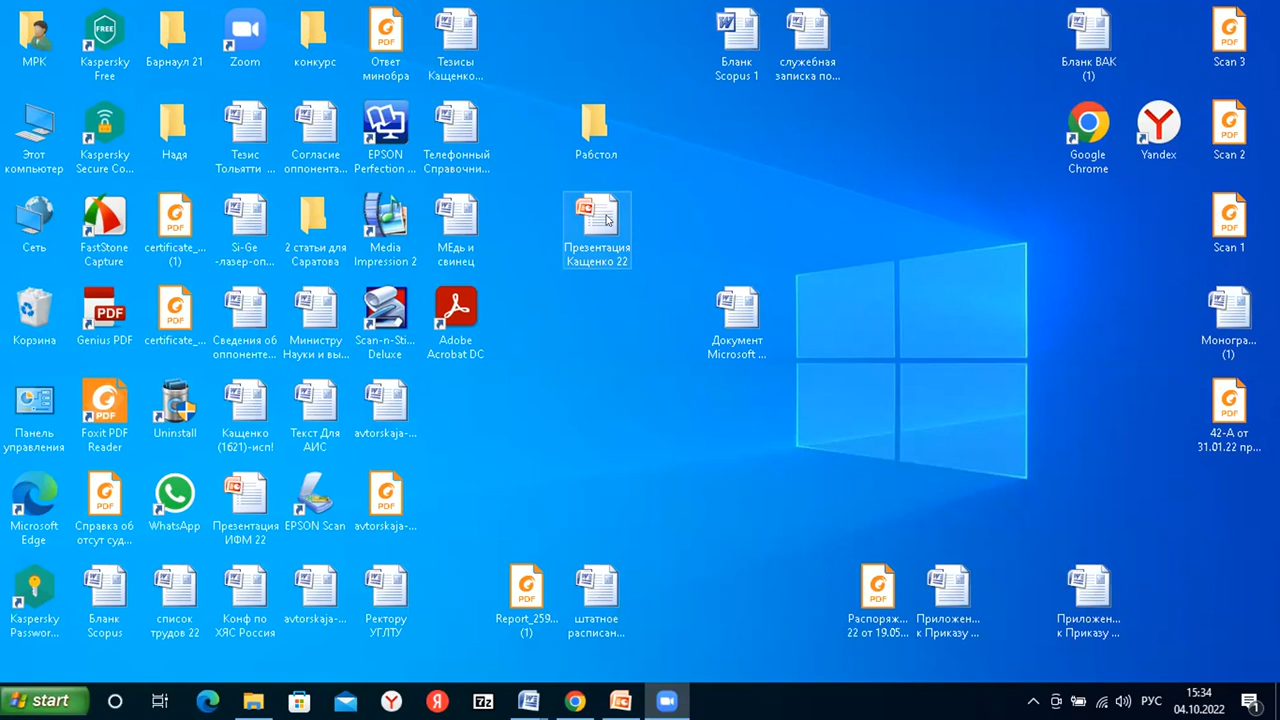 МРК
Kaspersky
Free
Барнаул 21
Zoom
конкурс
Ответ
минобра
Тезисы
Кащенко...
Бланк
Scopus 1
служебная
записка по...
Бланк ВАК
(1)
Scan 3
Этот
компьютер
Kaspersky
Secure Co...
Надя
Тезис
Тольятти ...
Согласие
оппонента...
EPSON
Perfection ...
Телефонный
Справочни...
Рабстол
Google
Chrome
Yandex
Scan 2
Сеть
FastStone
Capture
certificate_...
(1)
Si-Ge
-лазер-оп...
2 статьи для
Саратова
Media
Impression 2
МЕдь и
свинец
Презентация
Кащенко 22
Scan 1
Корзина
Genius PDF
certificate_...
Сведения об
оппоненте...
Министру
Науки и вы...
Scan-n-Sti...
Deluxe
Adobe
Acrobat DC
Документ
Microsoft ...
Моногра...
(1)
Панель
управления
Foxit PDF
Reader
Uninstall
Кащенко
(1621)-исп!
Текст Для
АИС
avtorskaja-...
42-А от
31.01.22 пр...
Microsoft
Edge
Справка об
отсут суд...
WhatsApp
Презентация
ИФМ 22
EPSON Scan
avtorskaja-...
Kaspersky
Passwor...
Бланк
Scopus
список
трудов 22
Конф по
ХЯС Россия
avtorskaja-...
Ректору
УГЛТУ
Report_259...
(1)
штатное
расписан...
Распоряж...
22 от 19.05...
Приложен...
к Приказу ...
Приложен...
к Приказу ...
start
РУС
15:34
04.10.2022